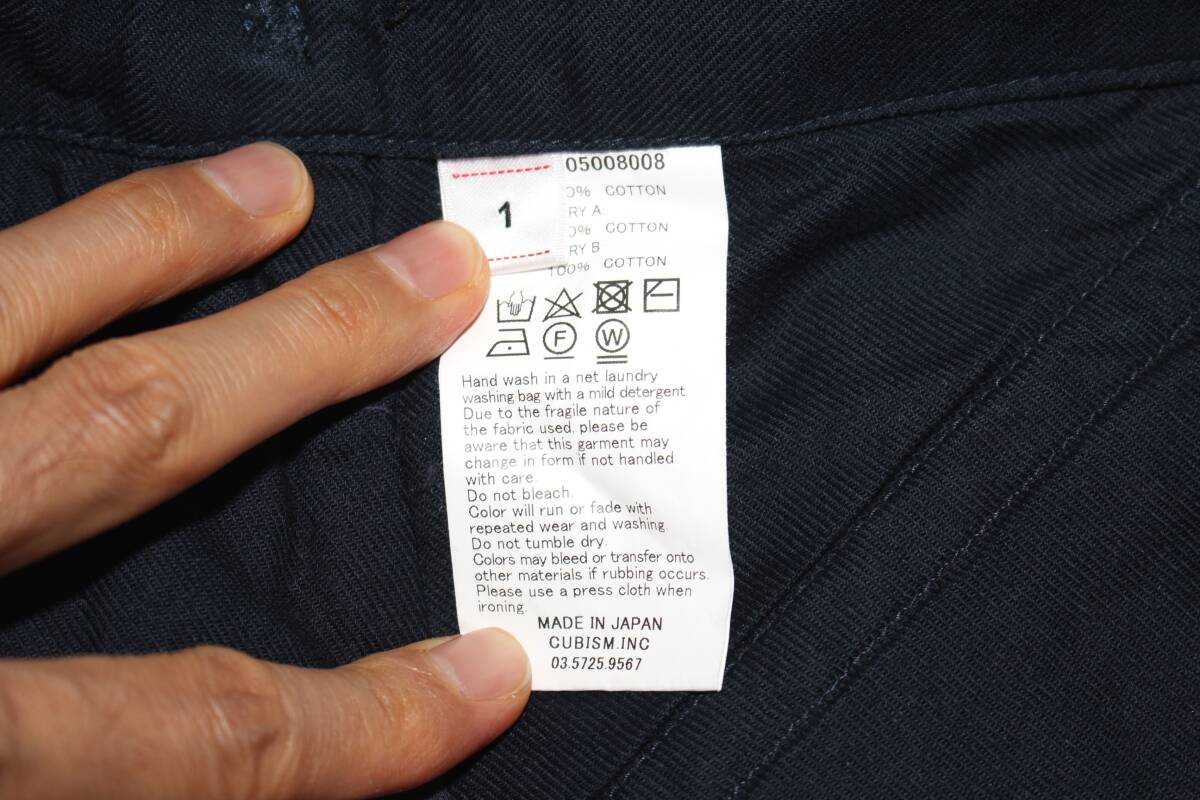 05008008
1
0% COTTON
RY A:
0% COTTON
RY B:
100% COTTON
F
W
Hand wash in a net laundry
washing bag with a mild detergent.
Due to the fragile nature of
the fabric used, please be
aware that this garment may
change in form if not handled
with care.
Do not bleach.
Color will run or fade with
repeated wear and washing.
Do not tumble dry.
Colors may bleed or transfer onto
other materials if rubbing occurs.
Please use a press cloth when
ironing.
MADE IN JAPAN
CUBISM.INC
03.5725.9567